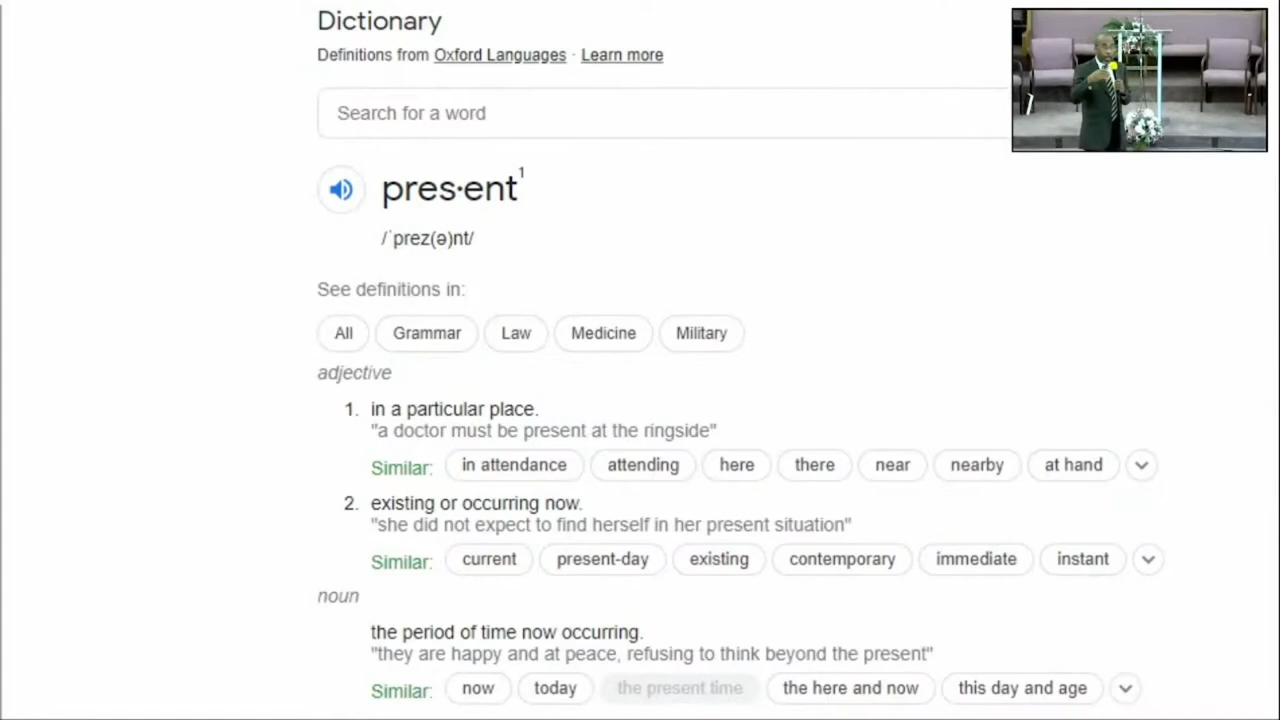 Dictionary
Definitions from Oxford Languages · Learn more
Search for a word
pres·ent¹
/ˈprez(ə)nt/
See definitions in:
All Grammar Law Medicine Military
adjective
1. in a particular place.
"a doctor must be present at the ringside"
Similar: in attendance attending here there near nearby at hand
2. existing or occurring now.
"she did not expect to find herself in her present situation"
Similar: current present-day existing contemporary immediate instant
noun
the period of time now occurring.
"they are happy and at peace, refusing to think beyond the present"
Similar: now today the present time the here and now this day and age